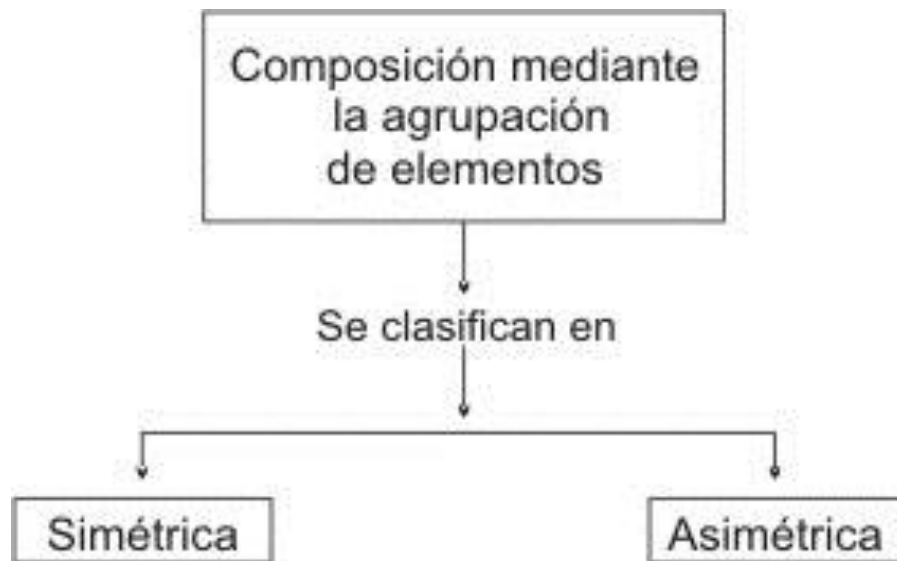 Composición mediante
la agrupación
de elementos
Se clasifican en
Simétrica
Asimétrica